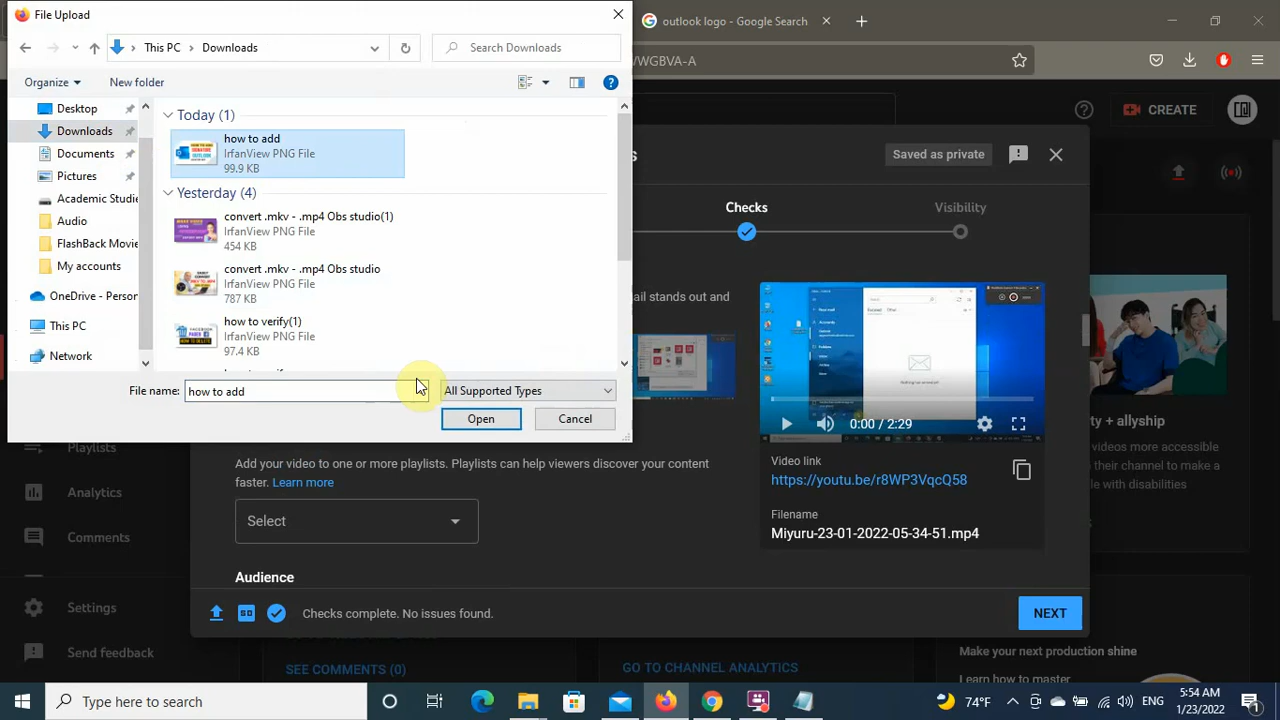 File Upload
outlook logo - Google Search
This PC
Downloads
Search Downloads
WGBVA-A
Organize
New folder
CREATE
Desktop
Downloads
Documents
Pictures
Academic Studie
Audio
FlashBack Movie
My accounts
OneDrive - Person
This PC
Network
Today (1)
how to add
IrfanView PNG File
99.9 KB
Yesterday (4)
convert .mkv - .mp4 Obs studio(1)
IrfanView PNG File
454 KB
convert .mkv - .mp4 Obs studio
IrfanView PNG File
787 KB
how to verify(1)
IrfanView PNG File
97.4 KB
File name:
how to add
All Supported Types
Open
Cancel
s
Saved as private
Checks
Visibility
ail stands out and
0:00 / 2:29
Video link
https://youtu.be/r8WP3VqcQ58
Filename
Miyuru-23-01-2022-05-34-51.mp4
Add your video to one or more playlists. Playlists can help viewers discover your content
faster. Learn more
Select
Audience
Checks complete. No issues found.
NEXT
Playlists
Analytics
Comments
Settings
Send feedback
y + allyship
videos more accessible
their channel to make a
le with disabilities
SEE COMMENTS (0)
GO TO CHANNEL ANALYTICS
Make your next production shine
Learn how to master
Type here to search
74°F
ENG
5:54 AM
1/23/2022